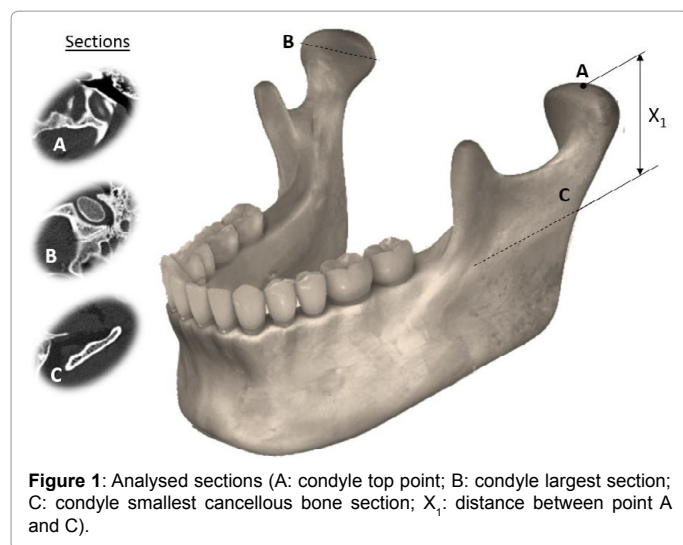 Sections
A
B
C
B
A
X₁
C
Figure 1: Analysed sections (A: condyle top point; B: condyle largest section;
C: condyle smallest cancellous bone section; X₁: distance between point A
and C).